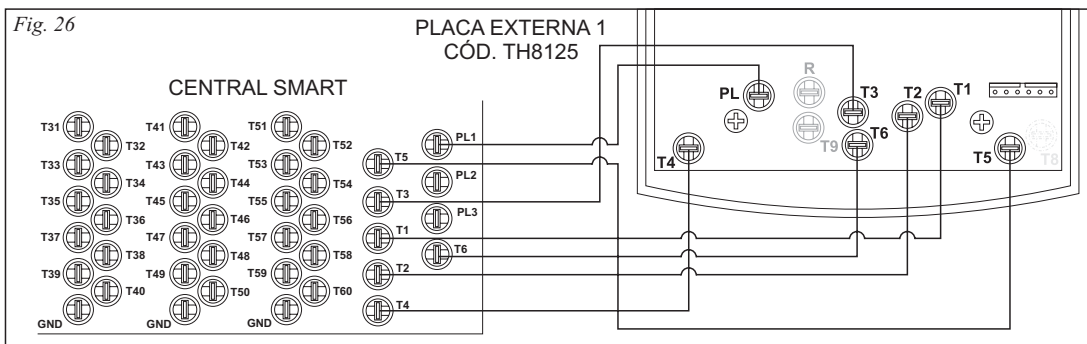 Fig. 26
PLACA EXTERNA 1
CÓD. TH8125
CENTRAL SMART
T31
T32
T33
T34
T35
T36
T37
T38
T39
T40
GND
T41
T42
T43
T44
T45
T46
T47
T48
T49
T50
GND
T51
T52
T53
T54
T55
T56
T57
T58
T59
T60
GND
T5
T3
T1
T2
T4
PL1
PL2
PL3
T6
PL
R
T3
T2
T1
T9
T6
T4
T5
T8